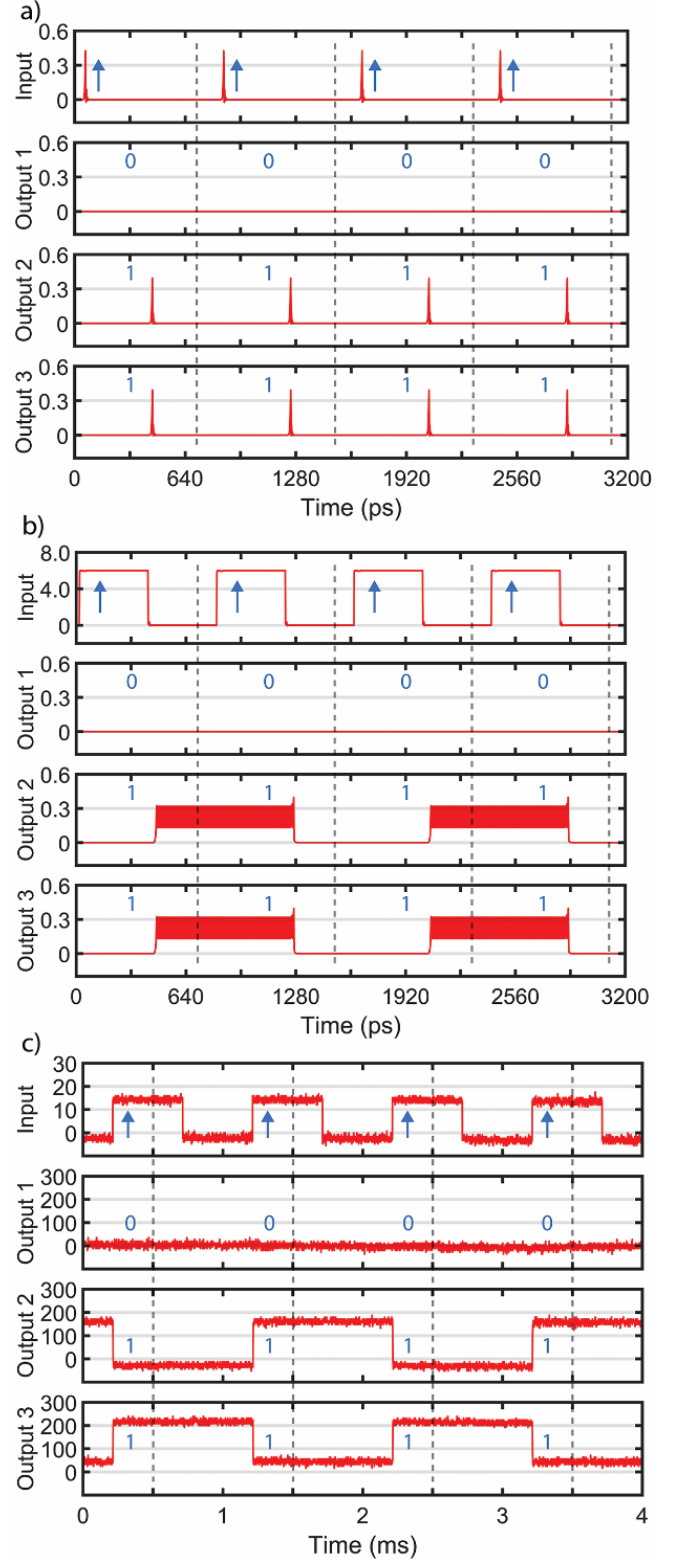 a)
0.6
0.3
0
Input
0.6
0.3
0
Output 1
0 0 0 0
0.6
0.3
0
Output 2
1 1 1 1
0.6
0.3
0
Output 3
1 1 1 1
0 640 1280 1920 2560 3200
Time (ps)
b)
8.0
4.0
0
Input
0.6
0.3
0
Output 1
0 0 0 0
0.6
0.3
0
Output 2
1 1 1 1
0.6
0.3
0
Output 3
1 1 1 1
0 640 1280 1920 2560 3200
Time (ps)
c)
30
20
10
0
Input
300
200
100
0
Output 1
0 0 0 0
300
200
100
0
Output 2
1 1 1 1
300
200
100
0
Output 3
1 1 1 1
0 1 2 3 4
Time (ms)